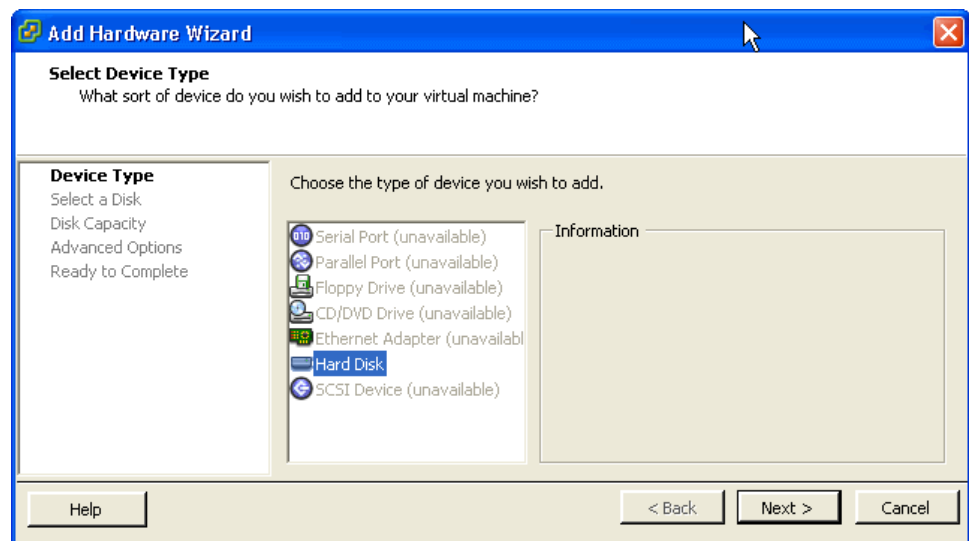 Add Hardware Wizard
Select Device Type
What sort of device do you wish to add to your virtual machine?
Device Type
Select a Disk
Disk Capacity
Advanced Options
Ready to Complete
Choose the type of device you wish to add.
Serial Port (unavailable)
Parallel Port (unavailable)
Floppy Drive (unavailable)
CD/DVD Drive (unavailable)
Ethernet Adapter (unavailabl
Hard Disk
SCSI Device (unavailable)
Information
Help
< Back
Next >
Cancel